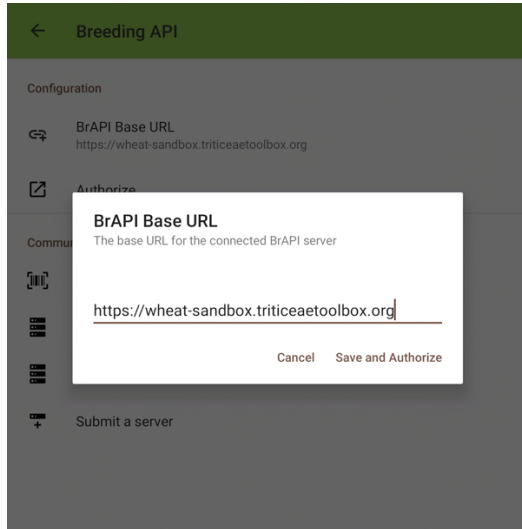 Breeding API
Configuration
BrAPI Base URL
https://wheat-sandbox.triticeaetoolbox.org
Authorize
BrAPI Base URL
The base URL for the connected BrAPI server
https://wheat-sandbox.triticeaetoolbox.org
Cancel Save and Authorize
Submit a server